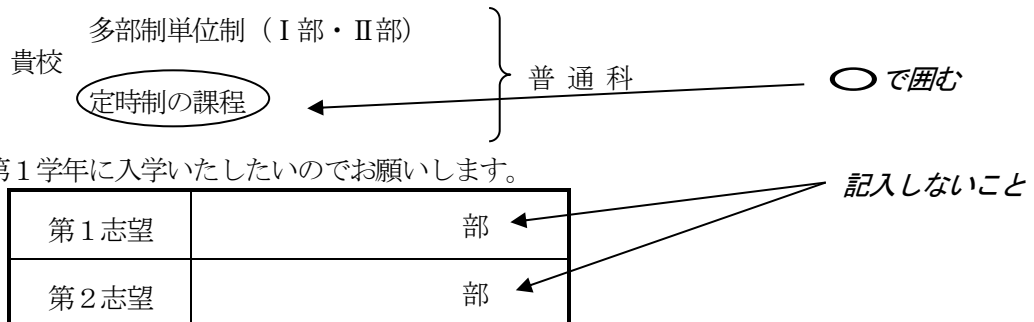 多部制単位制（Ⅰ部・Ⅱ部）
貴校
定時制の課程
普通科
○で囲む
第１学年に入学いたしたいのでお願いします。
記入しないこと
第１志望 部
第２志望 部